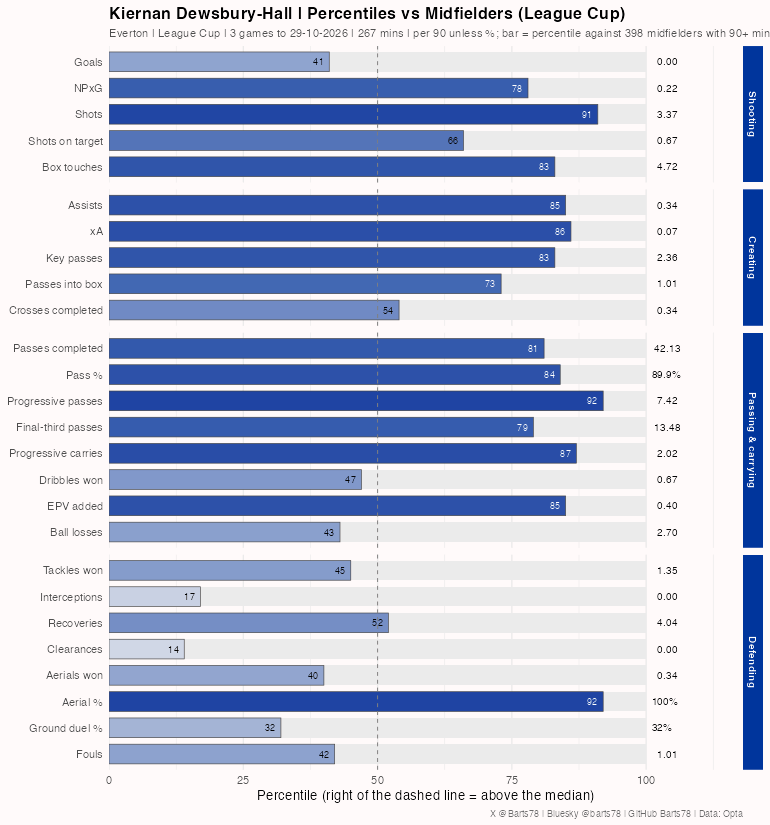 Kiernan Dewsbury-Hall | Percentiles vs Midfielders (League Cup)
Everton | League Cup | 3 games to 29-10-2026 | 267 mins | per 90 unless %; bar = percentile against 398 midfielders with 90+ min
Goals 41 0.00
NPxG 78 0.22
Shots 91 3.37
Shots on target 66 0.67
Box touches 83 4.72
Shooting
Assists 85 0.34
xA 86 0.07
Key passes 83 2.36
Passes into box 73 1.01
Crosses completed 54 0.34
Creating
Passes completed 81 42.13
Pass % 84 89.9%
Progressive passes 92 7.42
Final-third passes 79 13.48
Progressive carries 87 2.02
Dribbles won 47 0.67
EPV added 85 0.40
Ball losses 43 2.70
Passing & carrying
Tackles won 45 1.35
Interceptions 17 0.00
Recoveries 52 4.04
Clearances 14 0.00
Aerials won 40 0.34
Aerial % 92 100%
Ground duel % 32 32%
Fouls 42 1.01
Defending
0 25 50 75 100
Percentile (right of the dashed line = above the median)
X @Barts78 | Bluesky @barts78 | GitHub Barts78 | Data: Opta